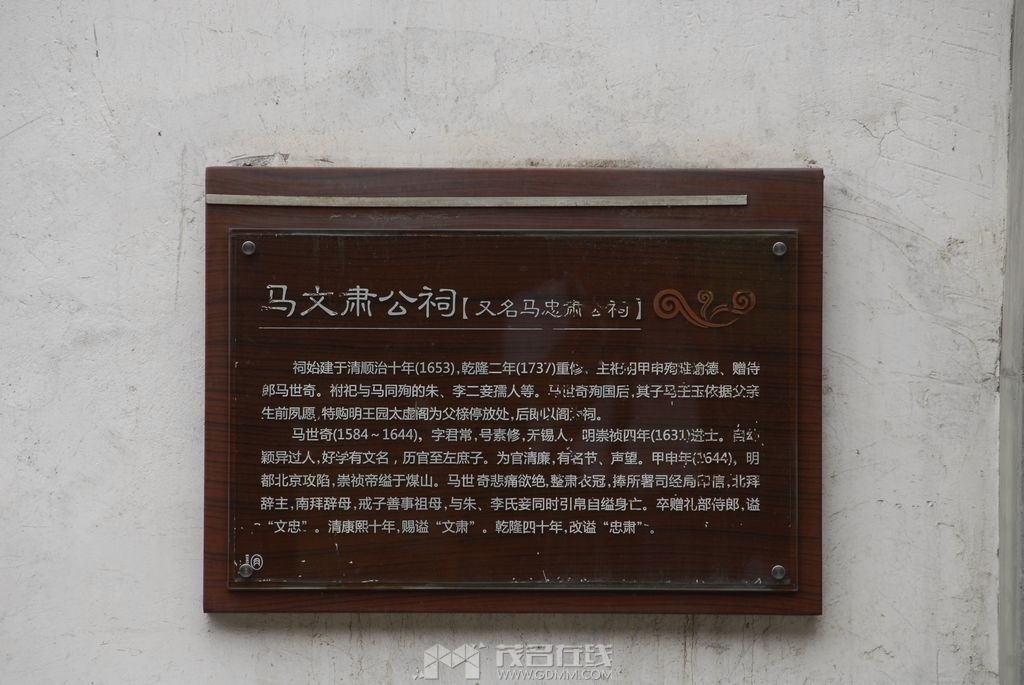 马文肃公祠【又名马忠肃公祠】
祠始建于清顺治十年(1653),乾隆二年(1737)重修。主祀明甲申殉难谕德、赠侍
郎马世奇。祔祀与马同殉的朱、李二妾孺人等。马世奇殉国后,其子马壬玉依据父亲
生前夙愿,特购明王园太虚阁为父棕停放处,后即以阁为祠。
马世奇(1584～1644),字君常,号素修,无锡人,明崇祯四年(1631)进士。自幼
颖异过人,好学有文名,历官至左庶子。为官清廉,有名节、声望。甲申年(1644),明
都北京攻陷,崇祯帝缢于煤山。马世奇悲痛欲绝,整肃衣冠,捧所署司经局印信,北拜
辞主,南拜辞母,戒子善事祖母,与朱、李氏妾同时引帛自缢身亡。卒赠礼部侍郎,谥
“文忠”。清康熙十年,赐谥“文肃”。乾隆四十年,改谥“忠肃”。
茂名在线
WWW.GDMM.COM